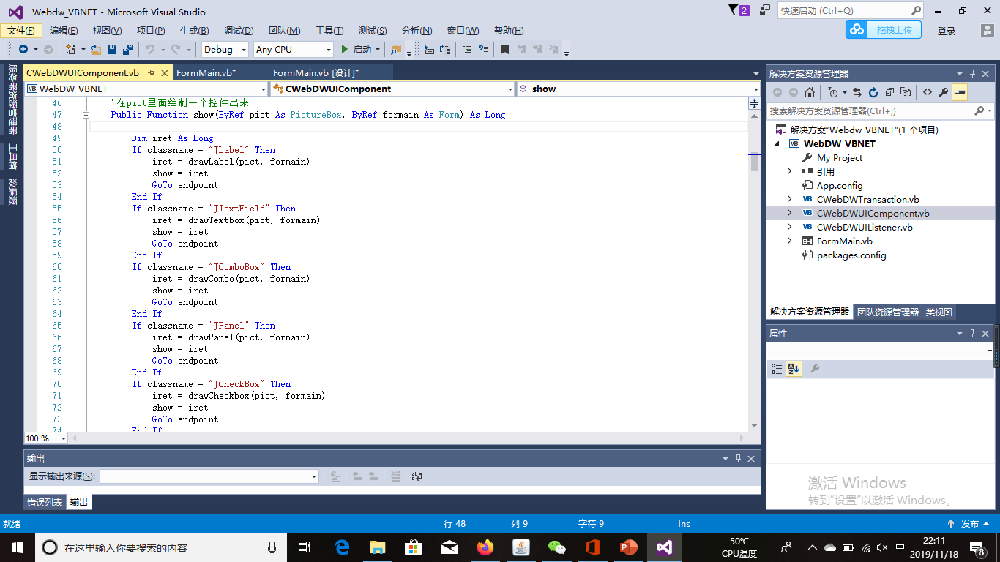 Webdw_VBNET - Microsoft Visual Studio
2
快速启动 (Ctrl+Q)
文件(F) 编辑(E) 视图(V) 项目(P) 生成(B) 调试(D) 团队(M) 工具(T) 测试(S) 分析(N) 窗口(W) 帮助(H)
拖拽上传
登录
Debug Any CPU 启动
服务器资源管理器
工具箱
数据源
CWebDWUIComponent.vb FormMain.vb* FormMain.vb [设计]*
WebDW_VBNET CWebDWUIComponent show
46 '在pict里面绘制一个控件出来
47 Public Function show(ByRef pict As PictureBox, ByRef formain As Form) As Long
48
49 Dim iret As Long
50 If classname = "JLabel" Then
51 iret = drawLabel(pict, formain)
52 show = iret
53 GoTo endpoint
54 End If
55 If classname = "JTextField" Then
56 iret = drawTextbox(pict, formain)
57 show = iret
58 GoTo endpoint
59 End If
60 If classname = "JComboBox" Then
61 iret = drawCombo(pict, formain)
62 show = iret
63 GoTo endpoint
64 End If
65 If classname = "JPanel" Then
66 iret = drawPanel(pict, formain)
67 show = iret
68 GoTo endpoint
69 End If
70 If classname = "JCheckBox" Then
71 iret = drawCheckbox(pict, formain)
72 show = iret
73 GoTo endpoint
74 End If
100 %
输出
显示输出来源(S):
错误列表 输出
解决方案资源管理器
搜索解决方案资源管理器(Ctrl+;)
解决方案"Webdw_VBNET"(1 个项目)
WebDW_VBNET
My Project
引用
App.config
CWebDWTransaction.vb
CWebDWUIComponent.vb
CWebDWUIListener.vb
FormMain.vb
packages.config
解决方案资源管理器 团队资源管理器 类视图
属性
激活 Windows
转到"设置"以激活 Windows。
就绪 行 48 列 9 字符 9 Ins 发布
在这里输入你要搜索的内容
50℃
CPU温度
中
22:11
2019/11/18
8